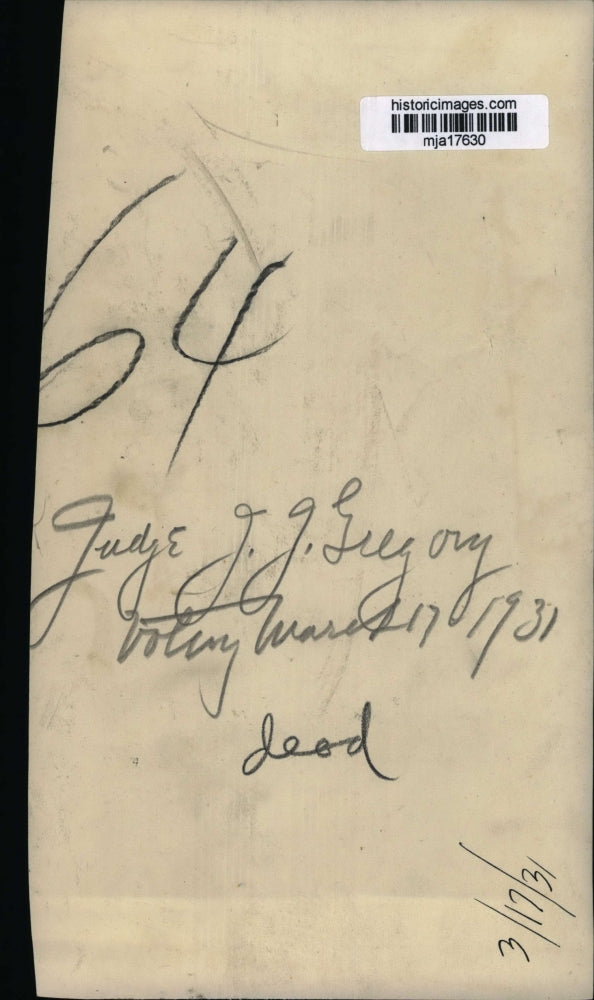 historicimages.com
mja17630
64
Judge J. J. Gregory
Voting March 17 1931
dead
3/17/31